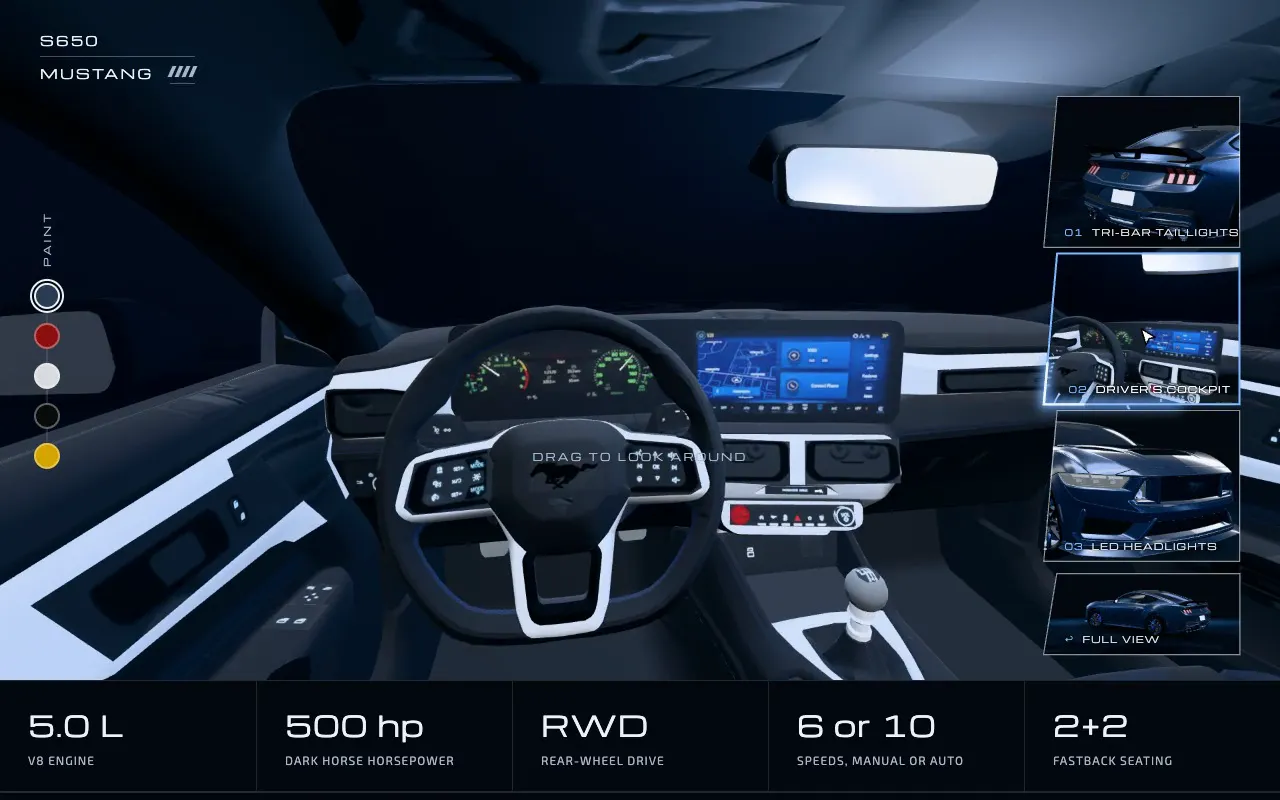 S650
MUSTANG
PAINT
DRAG TO LOOK AROUND
01 TRI-BAR TAILLIGHTS
02 DRIVER'S COCKPIT
03 LED HEADLIGHTS
↩ FULL VIEW
5.0 L
V8 ENGINE
500 hp
DARK HORSE HORSEPOWER
RWD
REAR-WHEEL DRIVE
6 or 10
SPEEDS, MANUAL OR AUTO
2+2
FASTBACK SEATING